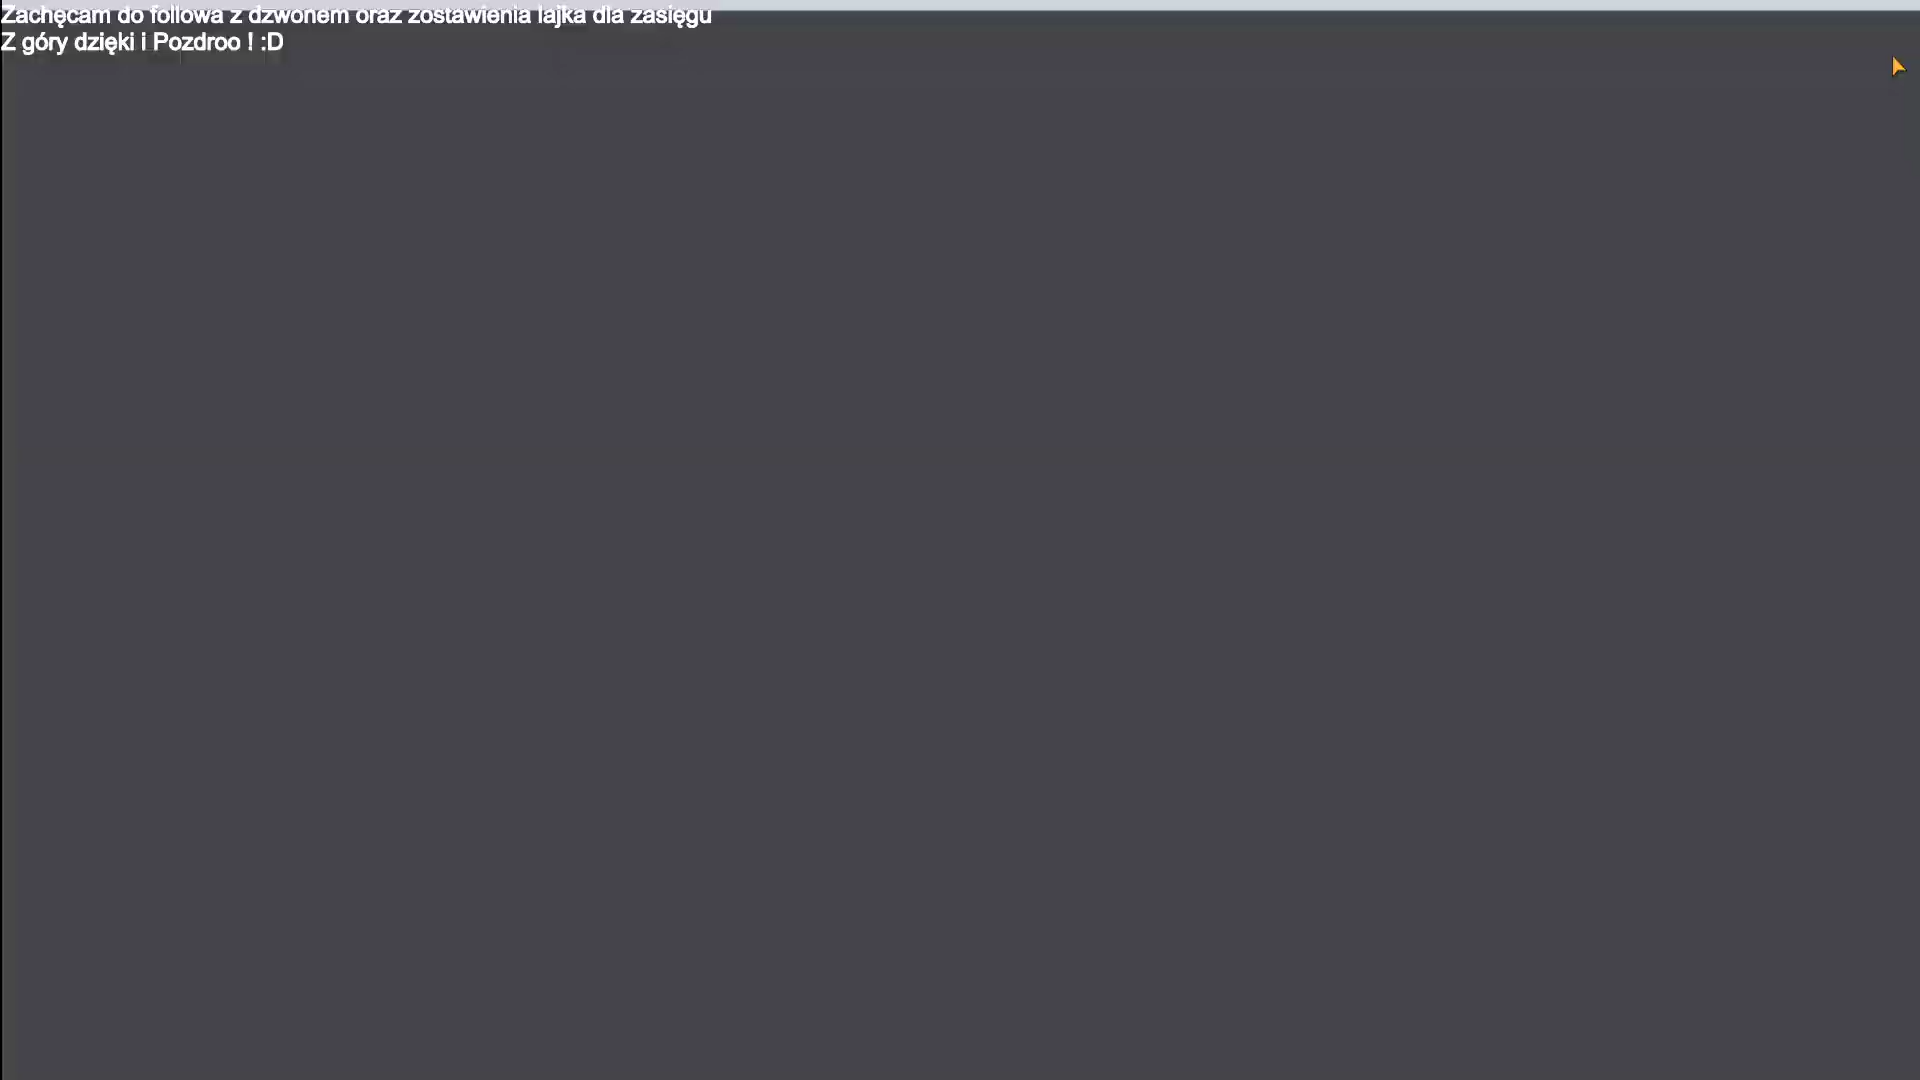 Zachęcam do followa z dzwonem oraz zostawienia lajka dla zasięgu
Z góry dzięki i Pozdroo ! :D